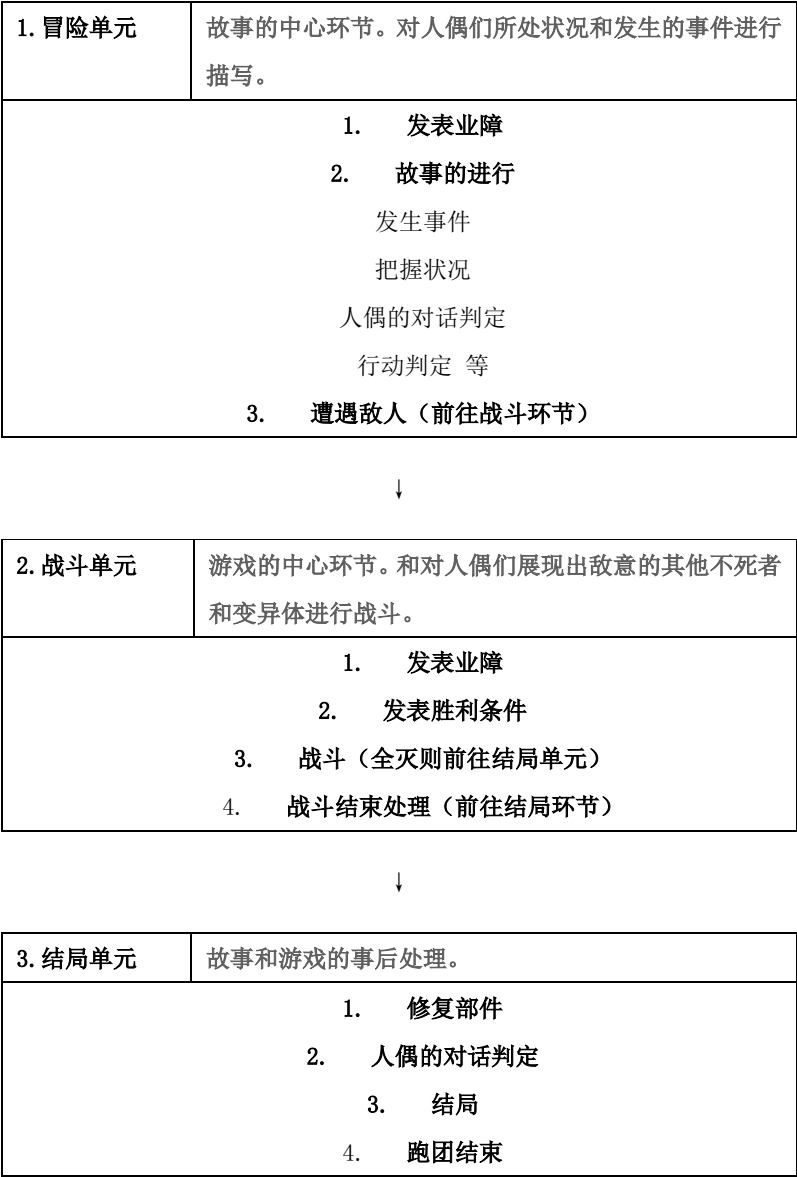 1.冒险单元
故事的中心环节。对人偶们所处状况和发生的事件进行
描写。
1. 发表业障
2. 故事的进行
发生事件
把握状况
人偶的对话判定
行动判定 等
3. 遭遇敌人（前往战斗环节）
↓
2.战斗单元
游戏的中心环节。和对人偶们展现出敌意的其他不死者
和变异体进行战斗。
1. 发表业障
2. 发表胜利条件
3. 战斗（全灭则前往结局单元）
4. 战斗结束处理（前往结局环节）
↓
3.结局单元
故事和游戏的事后处理。
1. 修复部件
2. 人偶的对话判定
3. 结局
4. 跑团结束